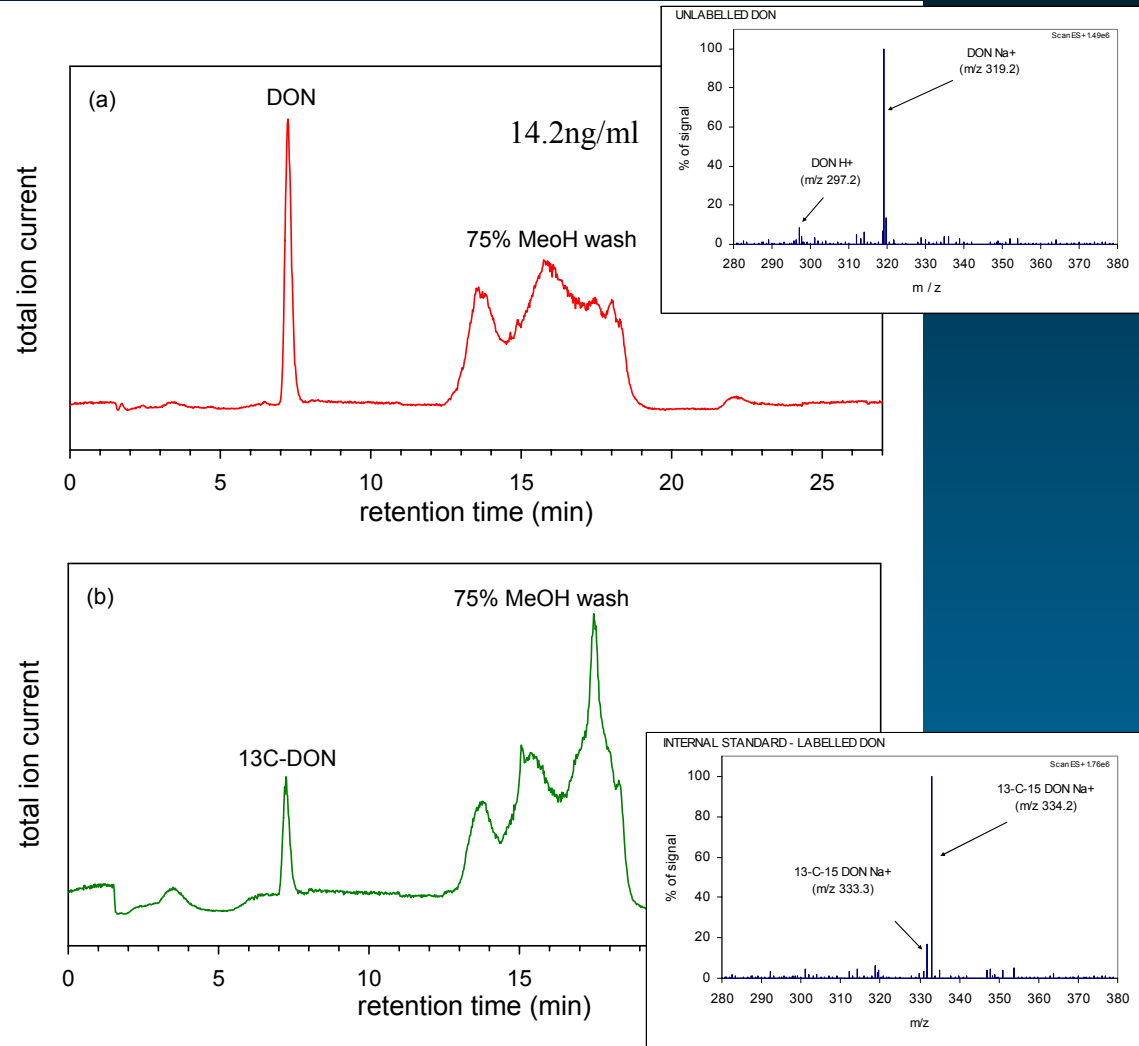 (a)
DON
14.2ng/ml
75% MeoH wash
total ion current
0 5 10 15 20 25
retention time (min)
UNLABELLED DON
Scan ES+ 1.49e6
DON Na+
(m/z 319.2)
DON H+
(m/z 297.2)
% of signal
100
80
60
40
20
0
280 290 300 310 320 330 340 350 360 370 380
m / z
(b)
75% MeOH wash
13C-DON
total ion current
0 5 10 15
retention time (min)
INTERNAL STANDARD - LABELLED DON
Scan ES+ 1.76e6
13-C-15 DON Na+
(m/z 334.2)
13-C-15 DON Na+
(m/z 333.3)
% of signal
100
80
60
40
20
0
280 290 300 310 320 330 340 350 360 370 380
m/z